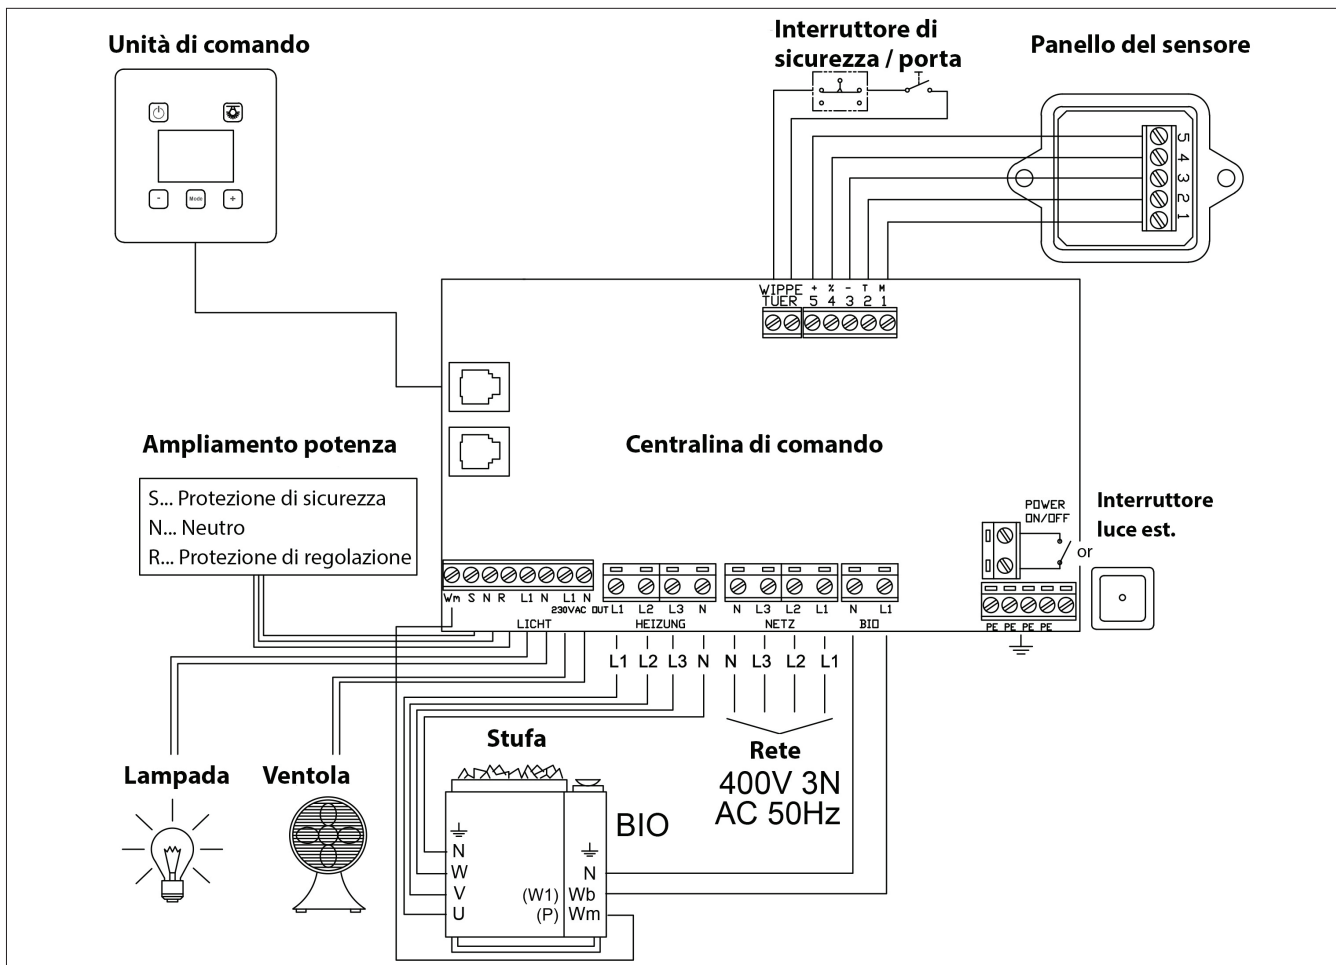 Unità di comando
Interruttore di
sicurezza / porta
Panello del sensore
- Mode +
5
4
3
2
1
WIPPE + % - T M
TUER 5 4 3 2 1
Ampliamento potenza
S... Protezione di sicurezza
N... Neutro
R... Protezione di regolazione
Centralina di comando
POWER
ON/OFF
or
Interruttore
luce est.
Wm S N R L1 N L1 N
230VAC OUT
LICHT
L1 L2 L3 N
HEIZUNG
N L3 L2 L1
NETZ
N L1
BIO
PE PE PE PE
L1 L2 L3 N N L3 L2 L1
Rete
400V 3N
AC 50Hz
Lampada
Ventola
Stufa
BIO
N
W
V
U
N
(W1) Wb
(P) Wm